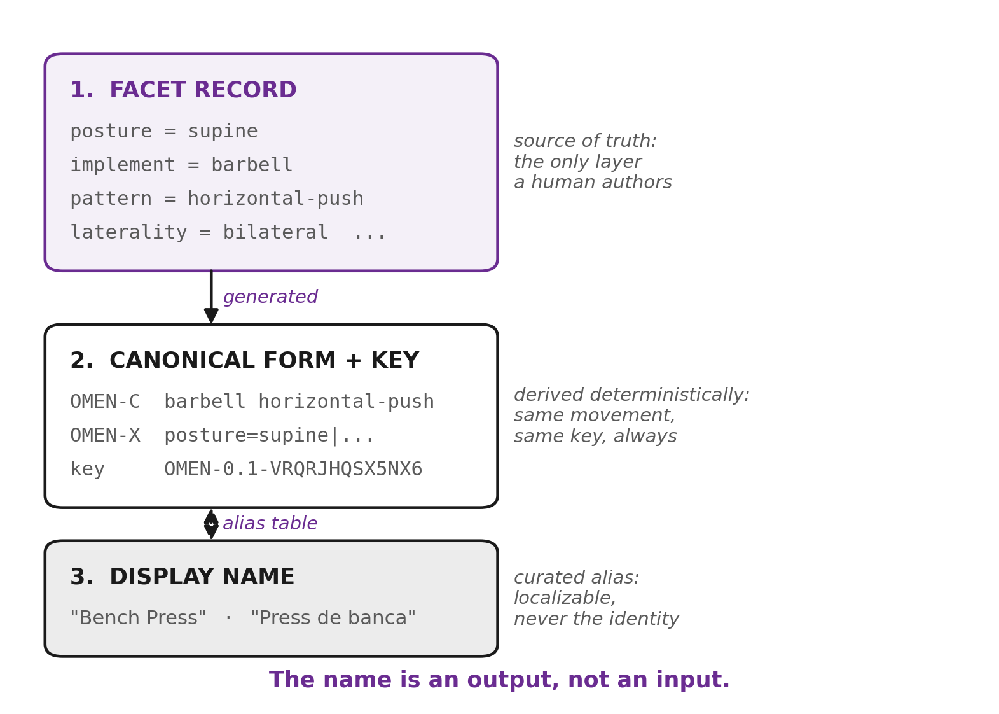 1. FACET RECORD
posture = supine
implement = barbell
pattern = horizontal-push
laterality = bilateral ...
source of truth:
the only layer
a human authors
generated
2. CANONICAL FORM + KEY
OMEN-C barbell horizontal-push
OMEN-X posture=supine|...
key OMEN-0.1-VRQRJHQSX5NX6
derived deterministically:
same movement,
same key, always
alias table
3. DISPLAY NAME
"Bench Press" · "Press de banca"
curated alias:
localizable,
never the identity
The name is an output, not an input.